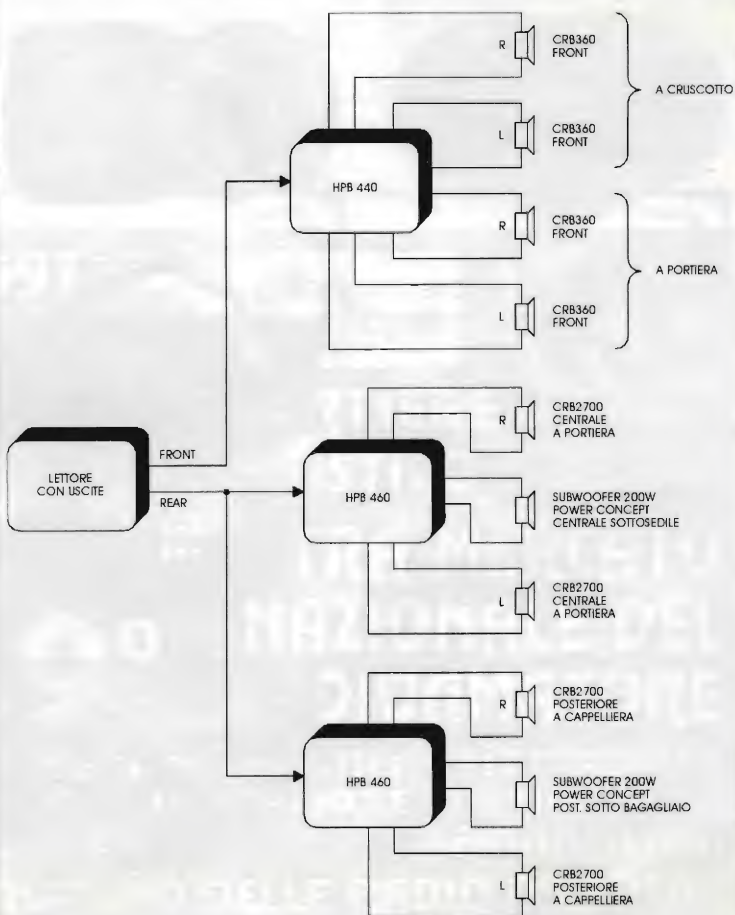 R
CRB360
FRONT
A CRUSCOTTO
L
CRB360
FRONT
HPB 440
R
CRB360
FRONT
A PORTIERA
L
CRB360
FRONT
LETTORE
CON USCITE
FRONT
REAR
HPB 460
R
CRB2700
CENTRALE
A PORTIERA
SUBWOOFER 200W
POWER CONCEPT
CENTRALE SOTTOSEDILE
L
CRB2700
CENTRALE
A PORTIERA
HPB 460
R
CRB2700
POSTERIORE
A CAPPELLIERA
SUBWOOFER 200W
POWER CONCEPT
POST. SOTTO BAGAGLIAIO
L
CRB2700
POSTERIORE
A CAPPELLIERA